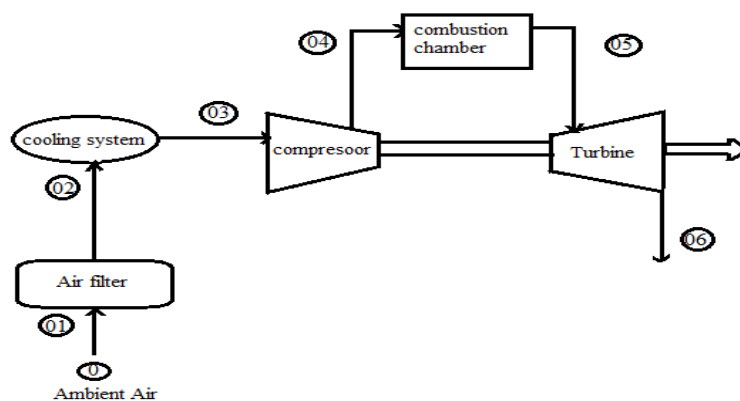 combustion
chamber
04
05
03
cooling system
compresoor
Turbine
02
06
Air filter
01
0
Ambient Air